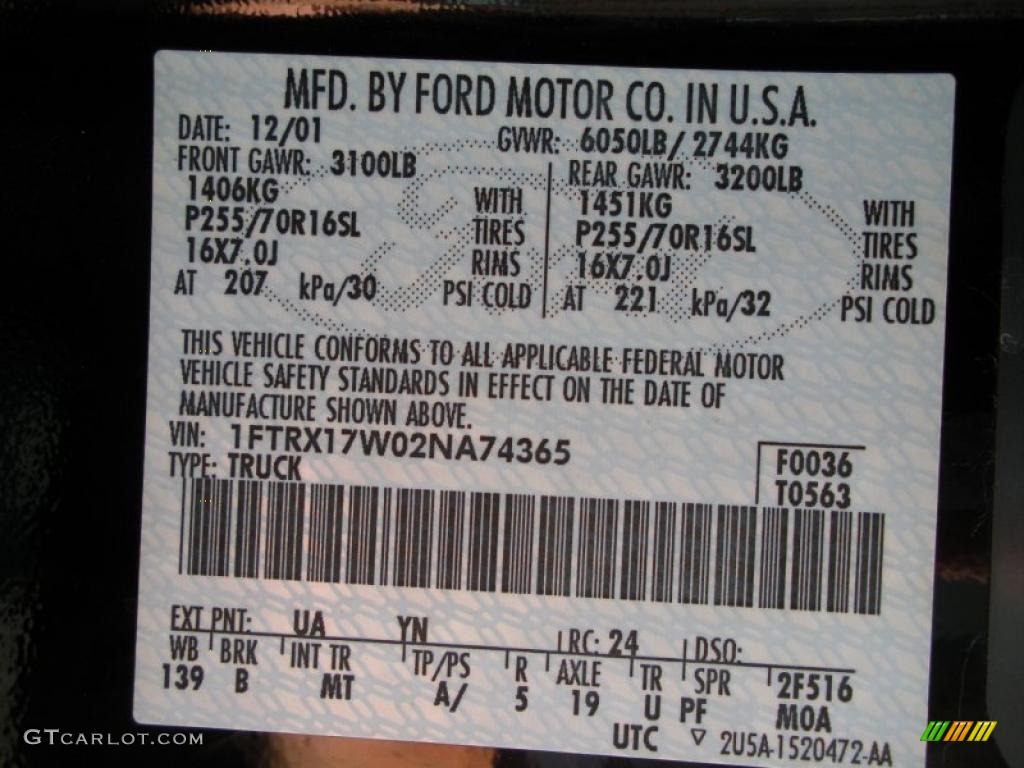 MFD. BY FORD MOTOR CO. IN U.S.A.
DATE: 12/01 GVWR: 6050LB/ 2744KG
FRONT GAWR: 3100LB REAR GAWR: 3200LB
1406KG WITH 1451KG WITH
P255/70R16SL TIRES P255/70R16SL TIRES
16X7.0J RIMS 16X7.0J RIMS
AT 207 kPa/30 PSI COLD AT 221 kPa/32 PSI COLD
THIS VEHICLE CONFORMS TO ALL APPLICABLE FEDERAL MOTOR
VEHICLE SAFETY STANDARDS IN EFFECT ON THE DATE OF
MANUFACTURE SHOWN ABOVE.
VIN: 1FTRX17W02NA74365
TYPE: TRUCK
F0036
T0563
EXT PNT: UA YN RC: 24 DSO:
WB BRK INT TR TP/PS R AXLE TR SPR 2F516
139 B MT A/ 5 19 U PF M0A
UTC ▽ 2U5A-1520472-AA
GTCARLOT.COM